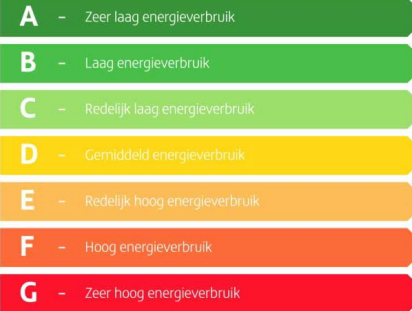 A – Zeer laag energieverbruik
B – Laag energieverbruik
C – Redelijk laag energieverbruik
D – Gemiddeld energieverbruik
E – Redelijk hoog energieverbruik
F – Hoog energieverbruik
G – Zeer hoog energieverbruik